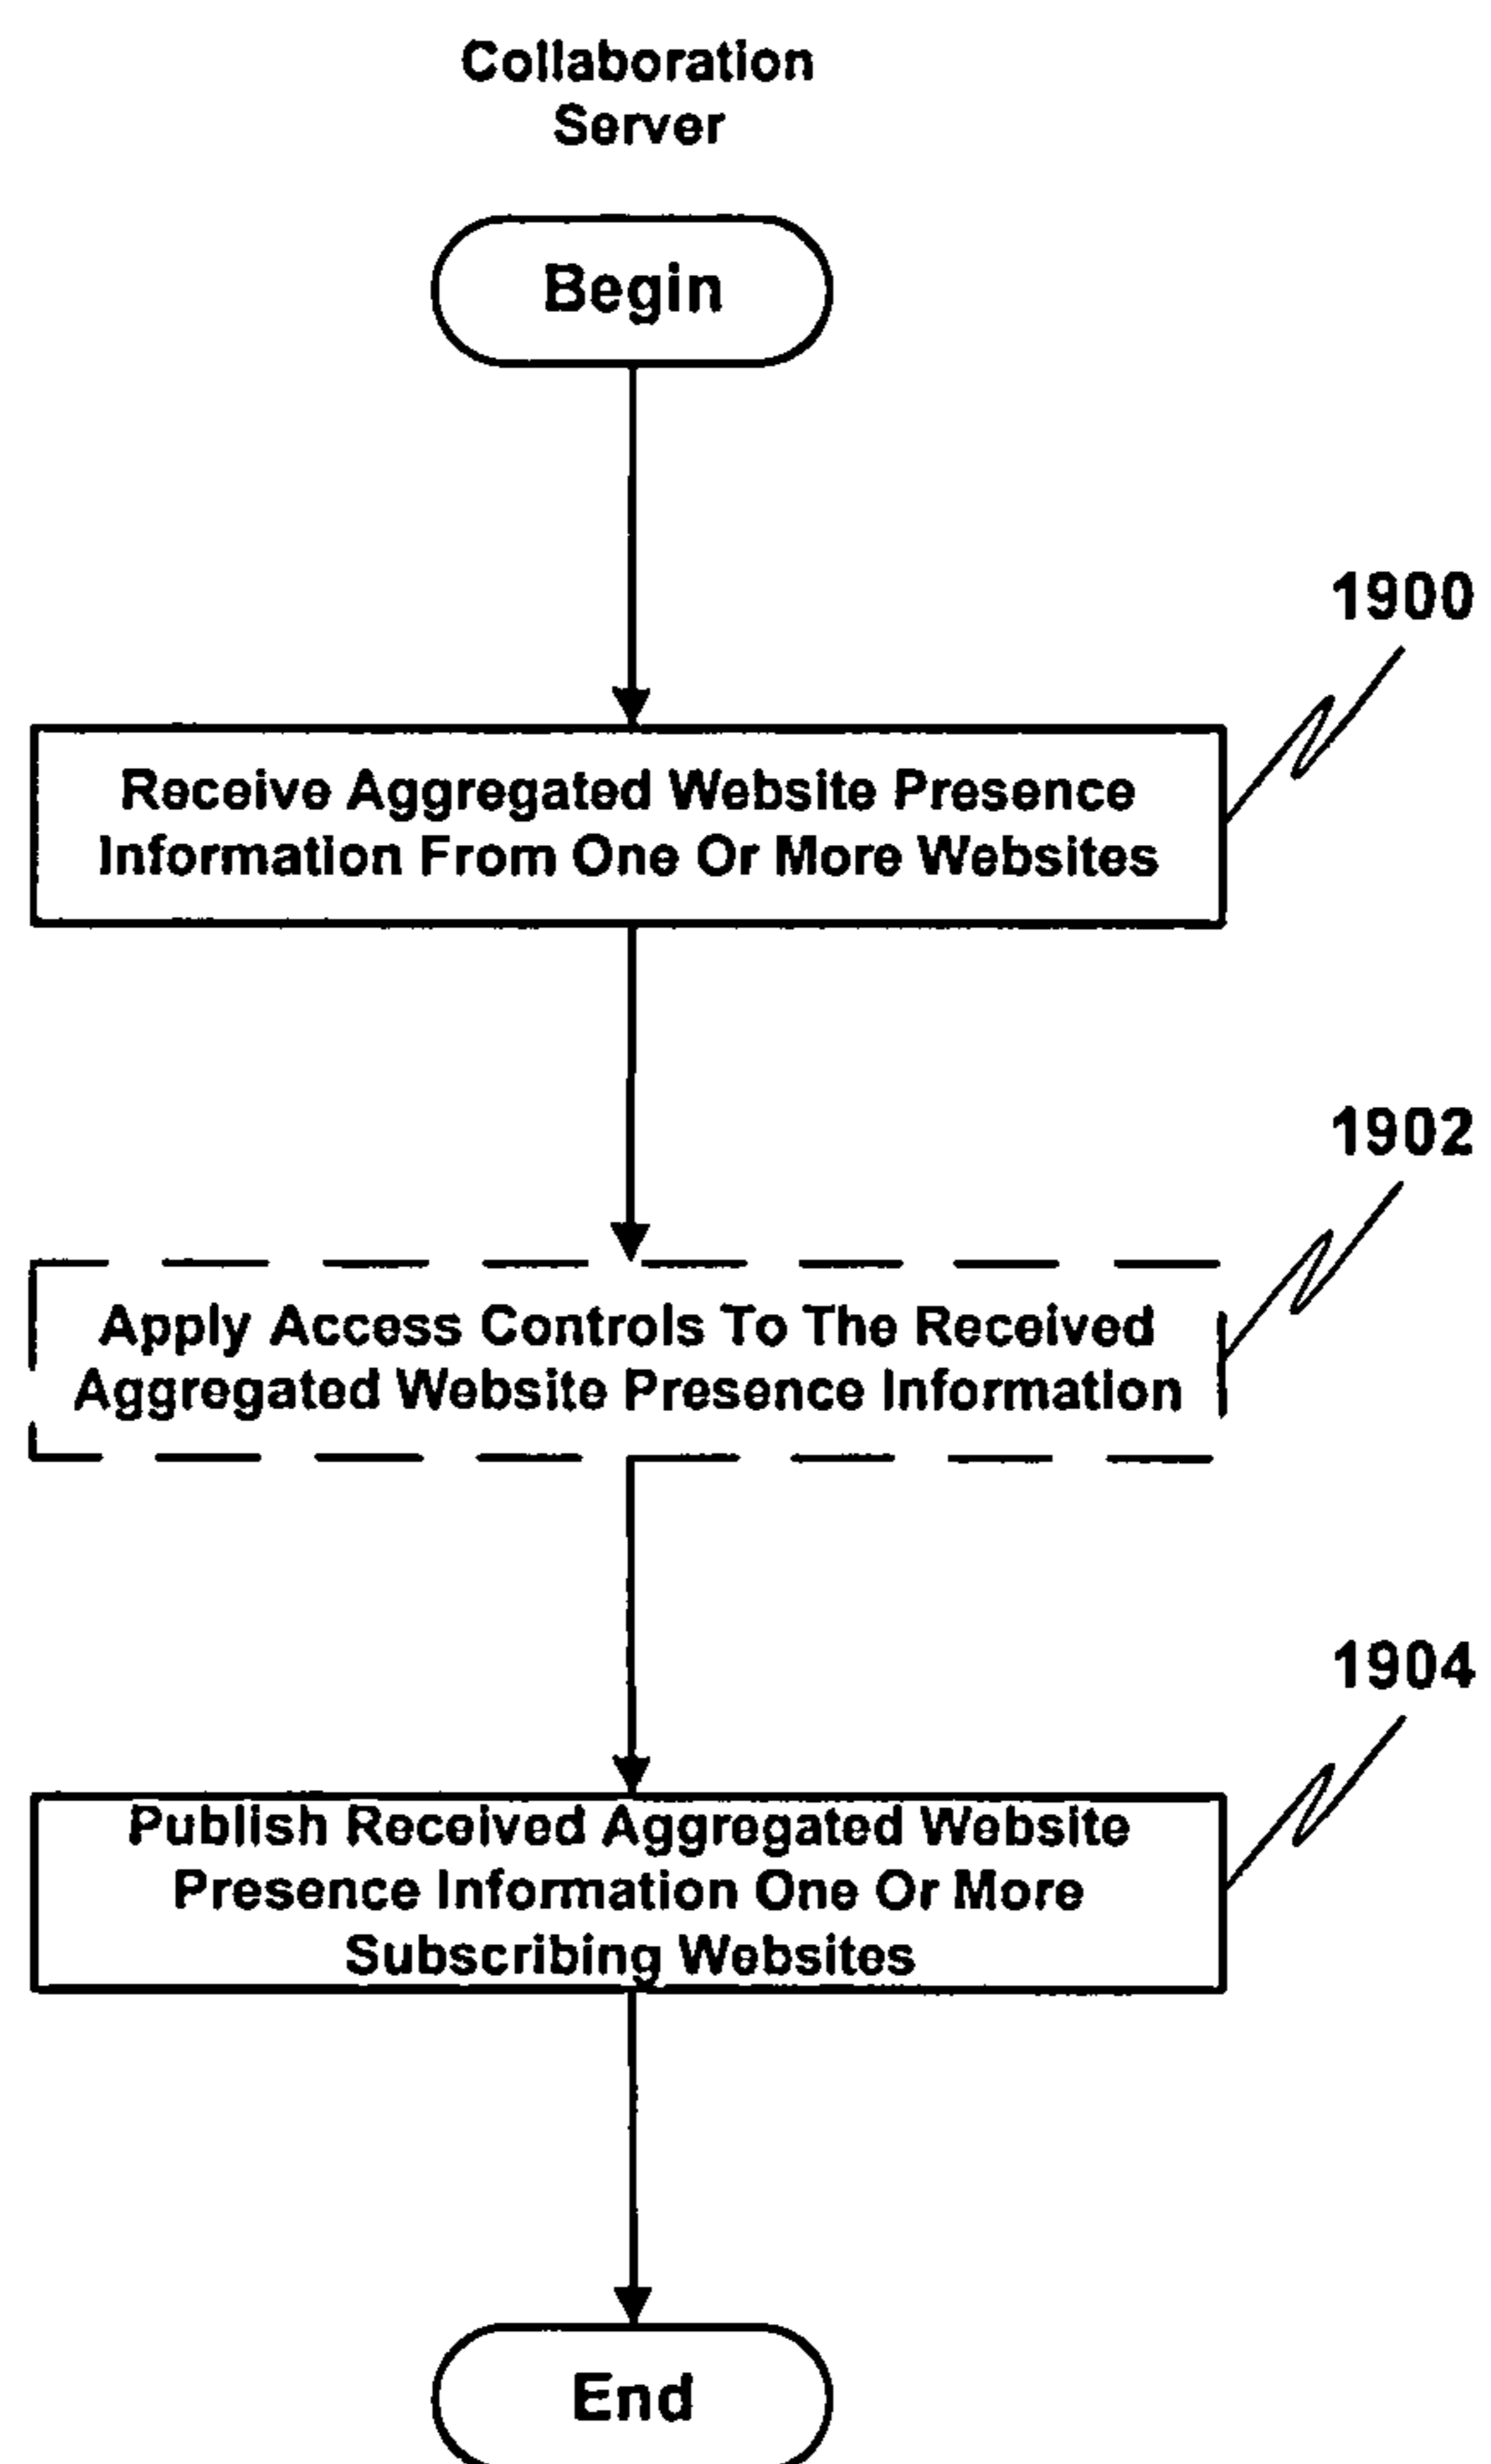 Collaboration
Server
Begin
1900
Receive Aggregated Website Presence
Information From One Or More Websites
1902
Apply Access Controls To The Received
Aggregated Website Presence Information
1904
Publish Received Aggregated Website
Presence Information One Or More
Subscribing Websites
End